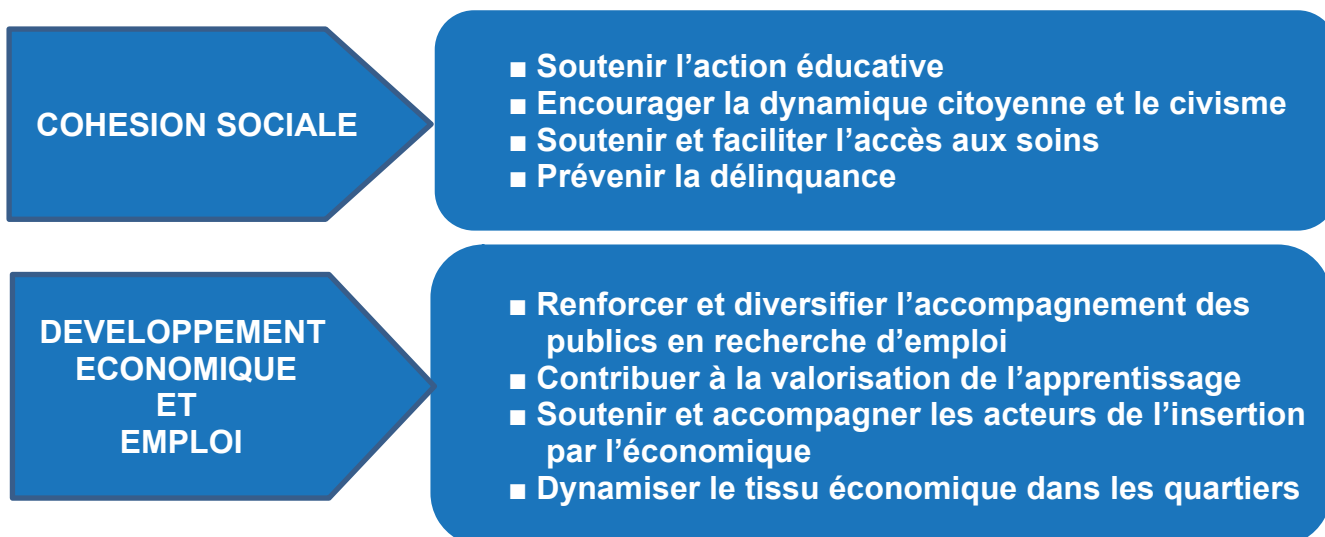 COHESION SOCIALE
■ Soutenir l’action éducative
■ Encourager la dynamique citoyenne et le civisme
■ Soutenir et faciliter l’accès aux soins
■ Prévenir la délinquance
DEVELOPPEMENT
ECONOMIQUE
ET
EMPLOI
■ Renforcer et diversifier l’accompagnement des
publics en recherche d’emploi
■ Contribuer à la valorisation de l’apprentissage
■ Soutenir et accompagner les acteurs de l’insertion
par l’économique
■ Dynamiser le tissu économique dans les quartiers